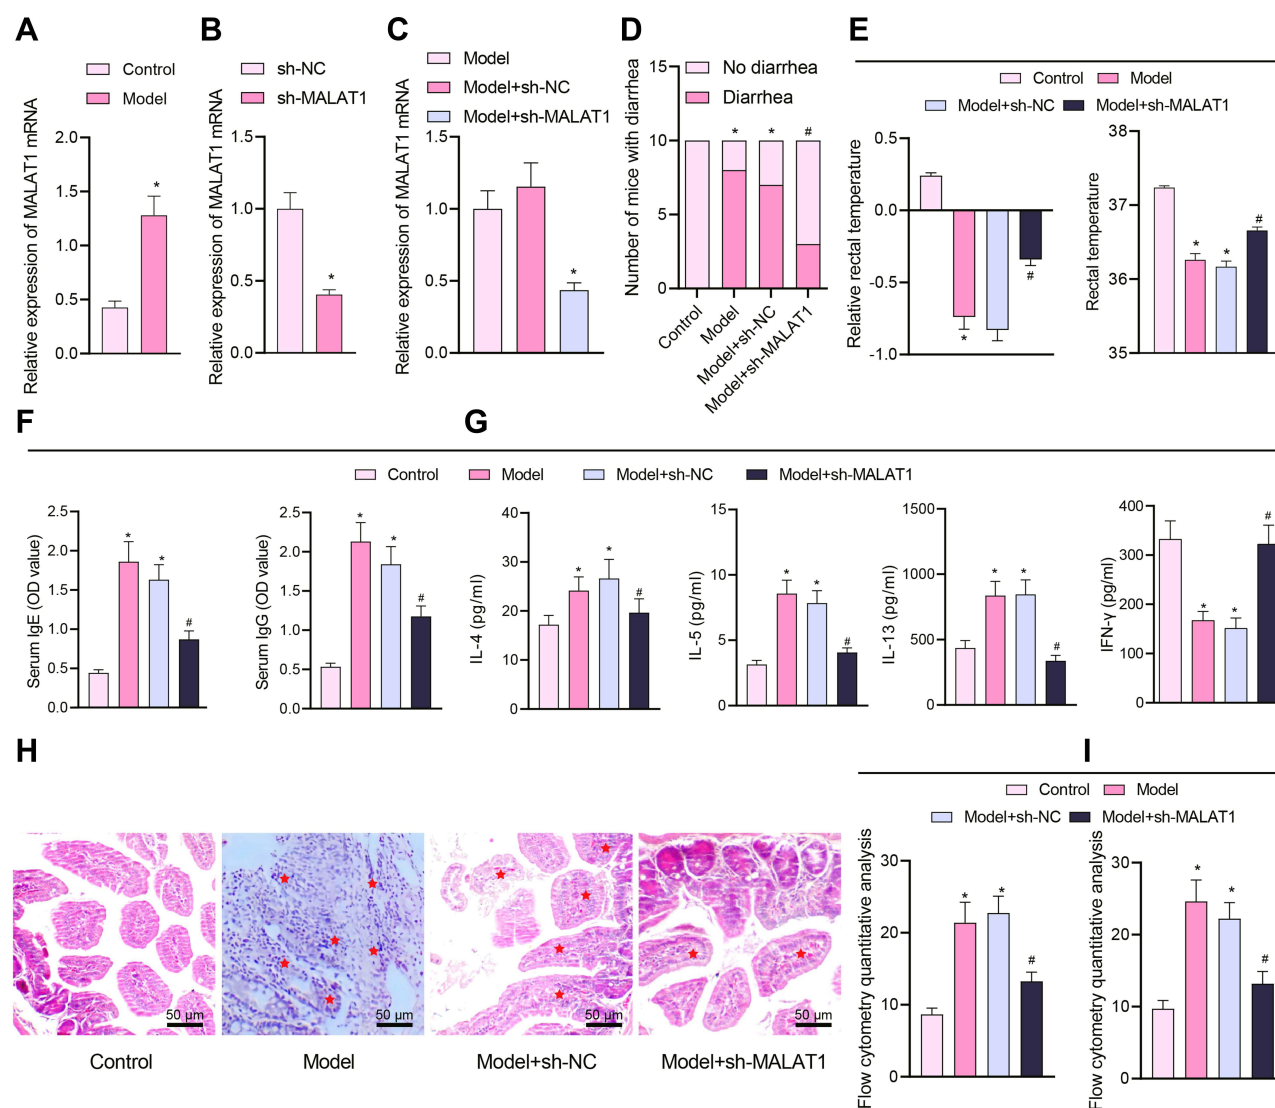 A
Control
Model
Relative expression of MALAT1 mRNA
2.0
1.5
1.0
0.5
0.0
*
B
sh-NC
sh-MALAT1
Relative expression of MALAT1 mRNA
1.5
1.0
0.5
0.0
*
C
Model
Model+sh-NC
Model+sh-MALAT1
Relative expression of MALAT1 mRNA
1.5
1.0
0.5
0.0
*
D
No diarrhea
Diarrhea
Number of mice with diarrhea
15
10
5
0
* * #
Control
Model
Model+sh-NC
Model+sh-MALAT1
E
Control Model
Model+sh-NC Model+sh-MALAT1
Relative rectal temperature
0.5
0.0
-0.5
-1.0
* #
Rectal temperature
38
37
36
35
* * #
F
G
Control Model Model+sh-NC Model+sh-MALAT1
Serum IgE (OD value)
2.5
2.0
1.5
1.0
0.5
0.0
* * #
Serum IgG (OD value)
2.5
2.0
1.5
1.0
0.5
0.0
* * #
IL-4 (pg/ml)
40
30
20
10
0
* * #
IL-5 (pg/ml)
15
10
5
0
* * #
IL-13 (pg/ml)
1500
1000
500
0
* * #
IFN-γ (pg/ml)
400
300
200
100
0
* * #
H
50 µm
50 µm
50 µm
50 µm
Control
Model
Model+sh-NC
Model+sh-MALAT1
I
Control Model
Model+sh-NC Model+sh-MALAT1
Flow cytometry quantitative analysis
30
20
10
0
* * #
Flow cytometry quantitative analysis
30
20
10
0
* * #